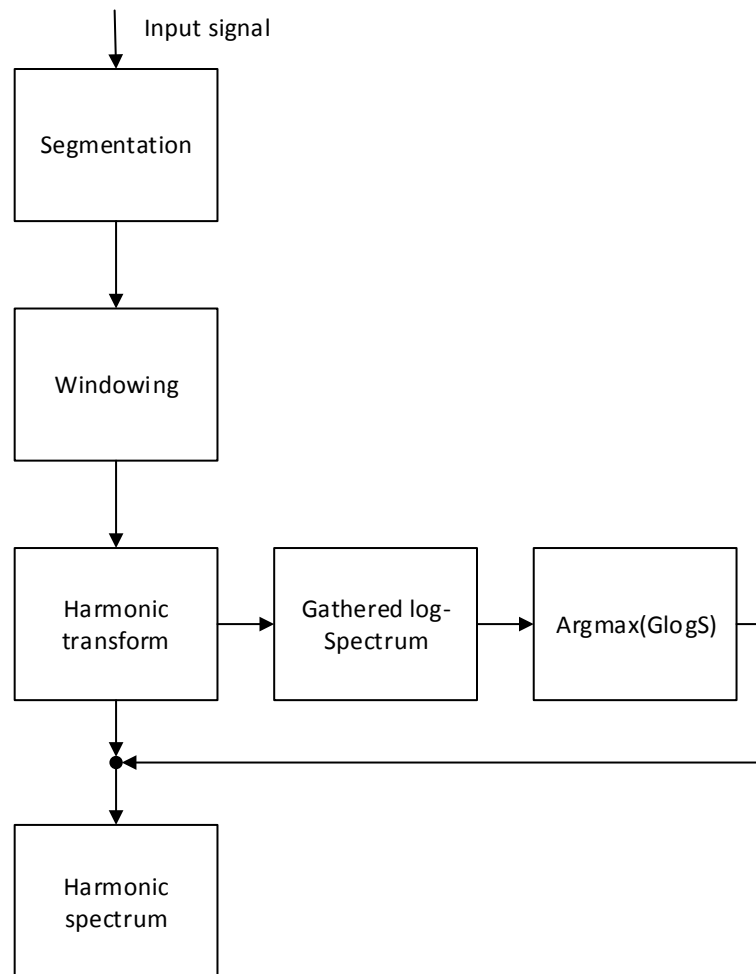 Input signal
Segmentation
Windowing
Harmonic
transform
Gathered log-
Spectrum
Argmax(GlogS)
Harmonic
spectrum